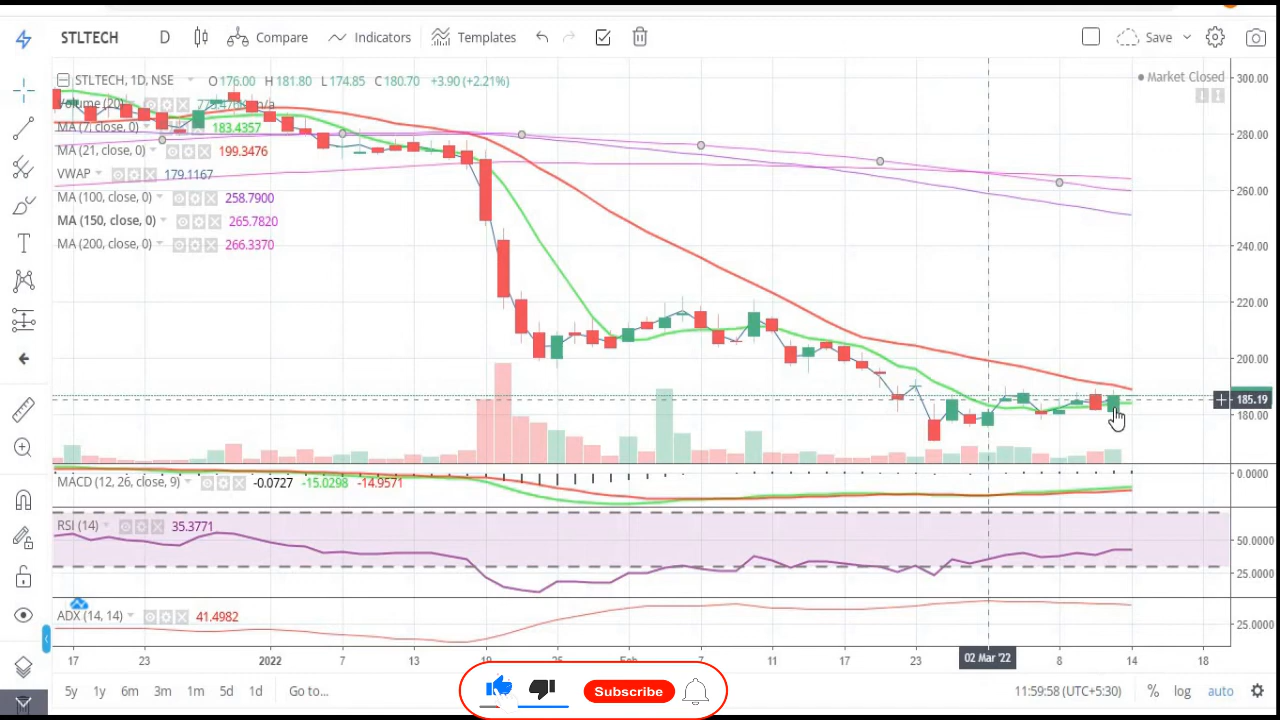 STLTECH D Compare Indicators Templates Save
STLTECH, 1D, NSE O 176.00 H 181.80 L 174.85 C 180.70 +3.90 (+2.21%)
Market Closed
Volume (20) n/a
MA (7, close, 0) 183.4357
MA (21, close, 0) 199.3476
VWAP 179.1167
MA (100, close, 0) 258.7900
MA (150, close, 0) 265.7820
MA (200, close, 0) 266.3370
300.00
280.00
260.00
240.00
220.00
200.00
185.19
180.00
MACD (12, 26, close, 9) -0.0727 -15.0298 -14.9571
0.0000
RSI (14) 35.3771
50.0000
25.0000
ADX (14, 14) 41.4982
25.0000
17 23 2022 7 13 19 25 Feb 7 11 17 23 02 Mar '22 8 14 18
5y 1y 6m 3m 1m 5d 1d Go to... 11:59:58 (UTC+5:30) % log auto
Subscribe